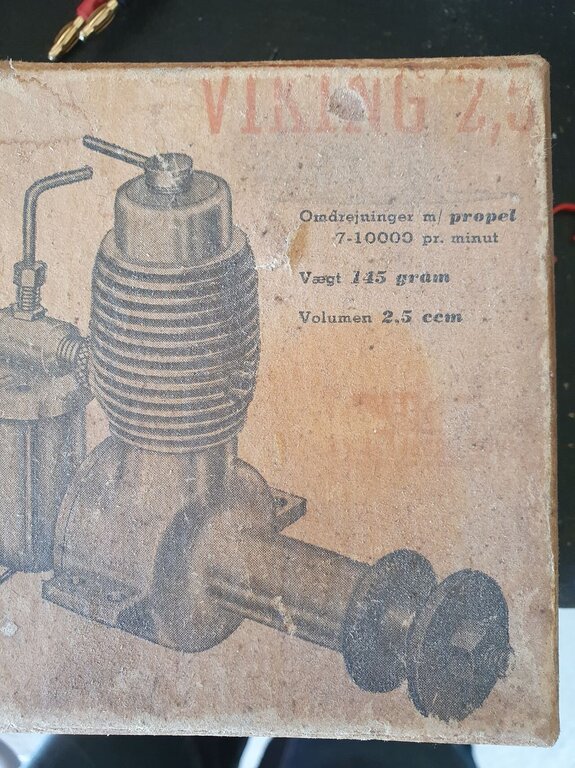 VIKING 2,5
Omdrejninger m/ propel
7-10000 pr. minut
Vægt 145 gram
Volumen 2,5 ccm